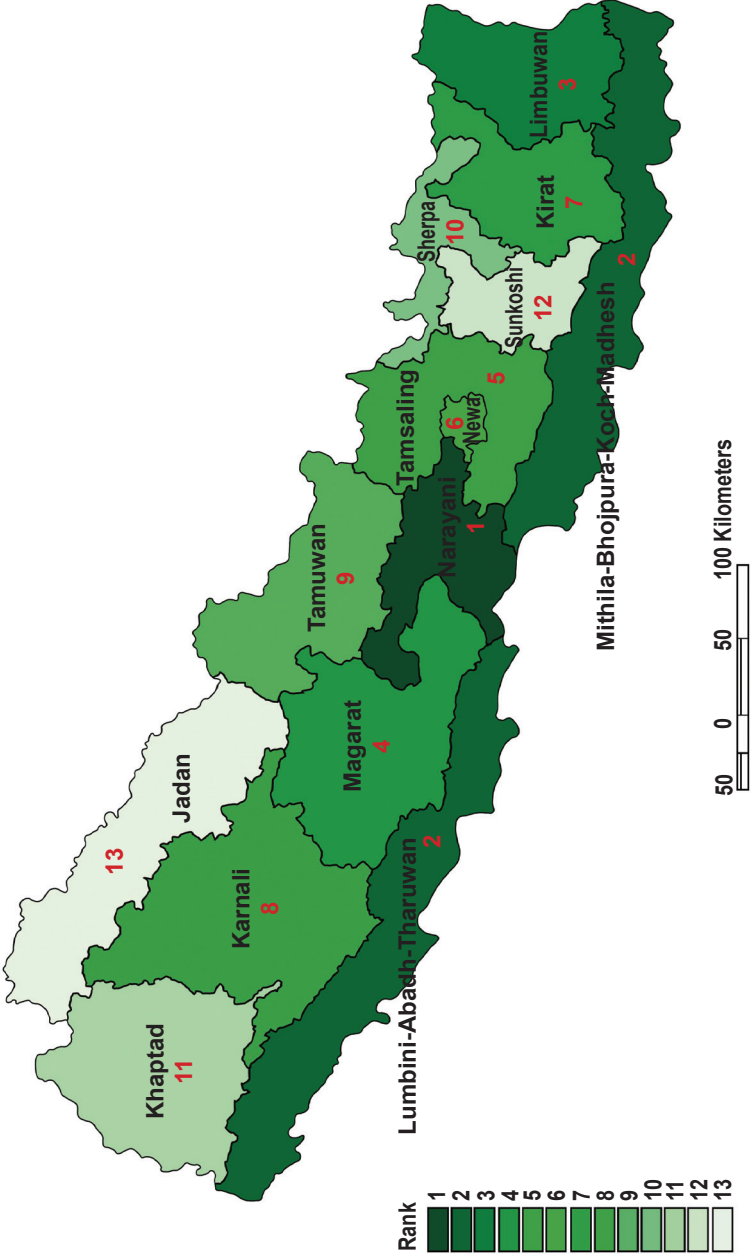 Khaptad
11
Karnali
8
Jadan
13
Lumbini-Abadh-Tharuwan
2
Magarat
4
Tamuwan
9
Narayani
1
Tamsaling
5
6
Newa
Sherpa
10
Sunkoshi
12
Kirat
7
Limbuwan
3
Mithila-Bhojpura-Koch-Madhesh
2
Rank
1
2
3
4
5
6
7
8
9
10
11
12
13
50 0 50 100 Kilometers